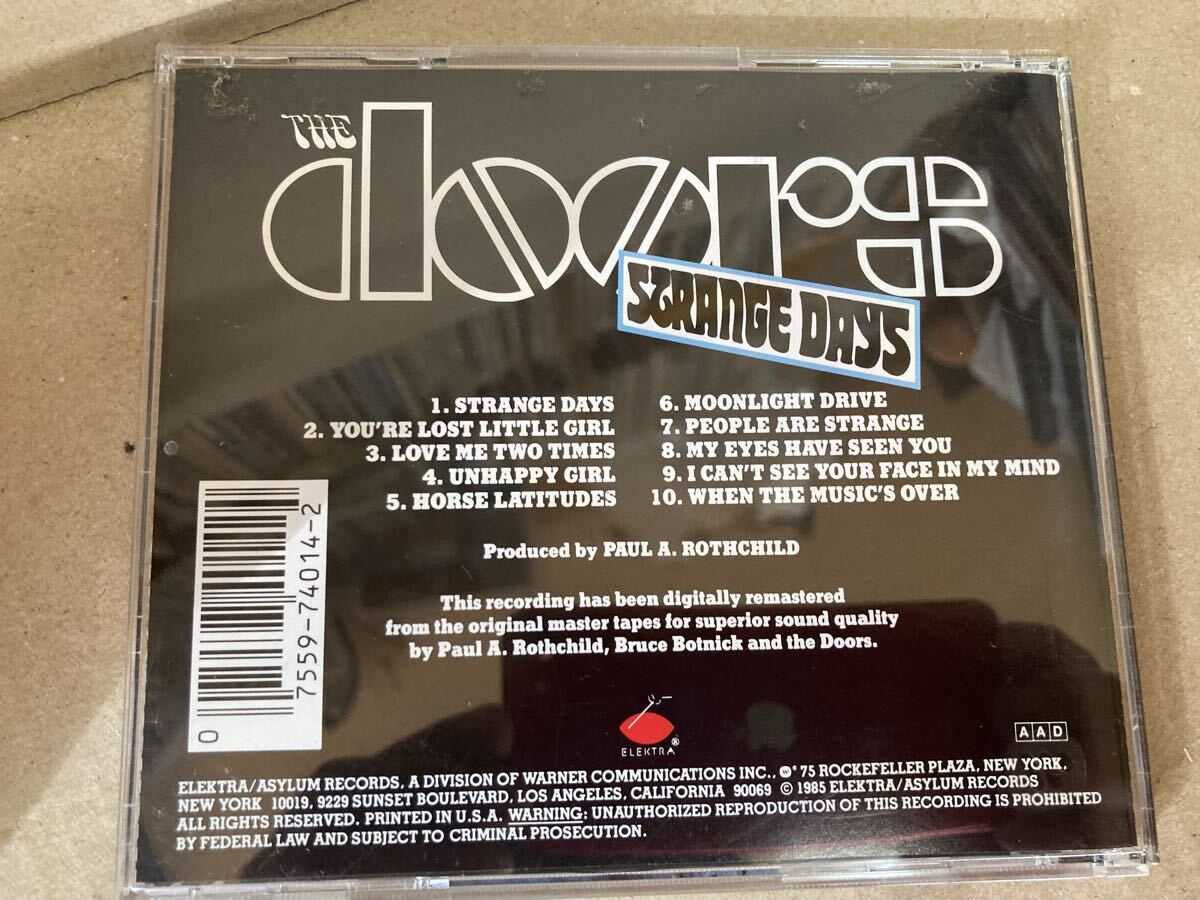 THE
doors
STRANGE DAYS
1. STRANGE DAYS
2. YOU'RE LOST LITTLE GIRL
3. LOVE ME TWO TIMES
4. UNHAPPY GIRL
5. HORSE LATITUDES
6. MOONLIGHT DRIVE
7. PEOPLE ARE STRANGE
8. MY EYES HAVE SEEN YOU
9. I CAN'T SEE YOUR FACE IN MY MIND
10. WHEN THE MUSIC'S OVER
Produced by PAUL A. ROTHCHILD
This recording has been digitally remastered
from the original master tapes for superior sound quality
by Paul A. Rothchild, Bruce Botnick and the Doors.
0 7559-74014-2
ELEKTRA®
AAD
ELEKTRA/ASYLUM RECORDS, A DIVISION OF WARNER COMMUNICATIONS INC., 75 ROCKEFELLER PLAZA, NEW YORK,
NEW YORK 10019, 9229 SUNSET BOULEVARD, LOS ANGELES, CALIFORNIA 90069 © 1985 ELEKTRA/ASYLUM RECORDS
ALL RIGHTS RESERVED. PRINTED IN U.S.A. WARNING: UNAUTHORIZED REPRODUCTION OF THIS RECORDING IS PROHIBITED
BY FEDERAL LAW AND SUBJECT TO CRIMINAL PROSECUTION.